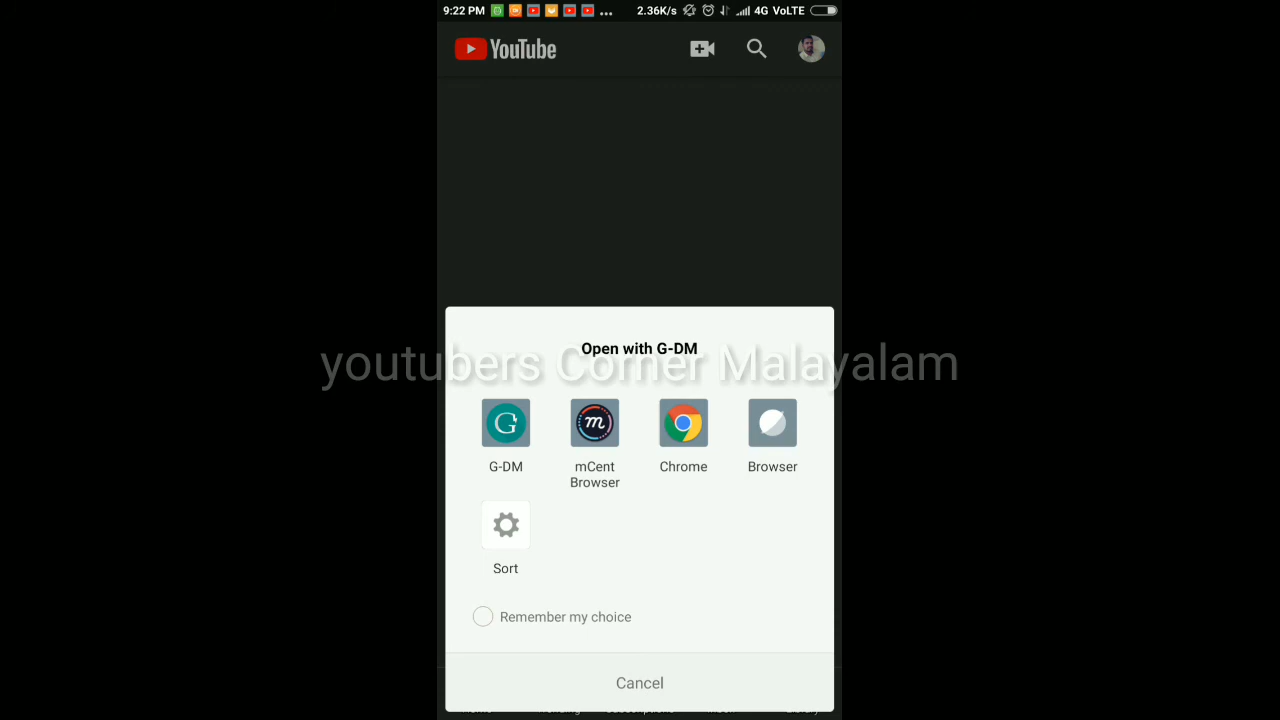 9:22 PM
2.36K/s
4G VoLTE
YouTube
Open with G-DM
youtubers Corner Malayalam
G-DM
mCent
Browser
Chrome
Browser
Sort
Remember my choice
Cancel